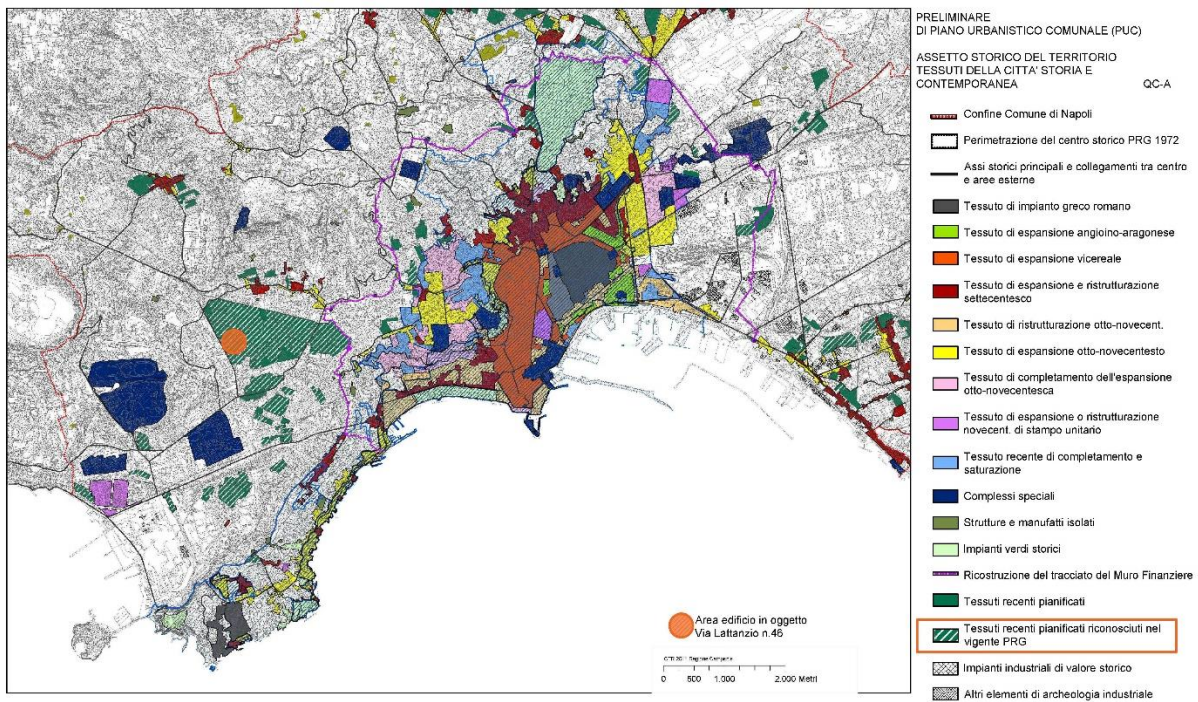 PRELIMINARE
DI PIANO URBANISTICO COMUNALE (PUC)
ASSETTO STORICO DEL TERRITORIO
TESSUTI DELLA CITTA' STORIA E
CONTEMPORANEA QC-A
Confine Comune di Napoli
Perimetrazione del centro storico PRG 1972
Assi storici principali e collegamenti tra centro
e aree esterne
Tessuto di impianto greco romano
Tessuto di espansione angioino-aragonese
Tessuto di espansione vicereale
Tessuto di espansione e ristrutturazione
settecentesco
Tessuto di ristrutturazione otto-novecent.
Tessuto di espansione otto-novecentesto
Tessuto di completamento dell'espansione
otto-novecentesca
Tessuto di espansione o ristrutturazione
novecent. di stampo unitario
Tessuto recente di completamento e
saturazione
Complessi speciali
Strutture e manufatti isolati
Impianti verdi storici
Ricostruzione del tracciato del Muro Finanziere
Tessuti recenti pianificati
Tessuti recenti pianificati riconosciuti nel
vigente PRG
Impianti industriali di valore storico
Altri elementi di archeologia industriale
Area edificio in oggetto
Via Lattanzio n.46
0 500 1.000 2.000 Metri